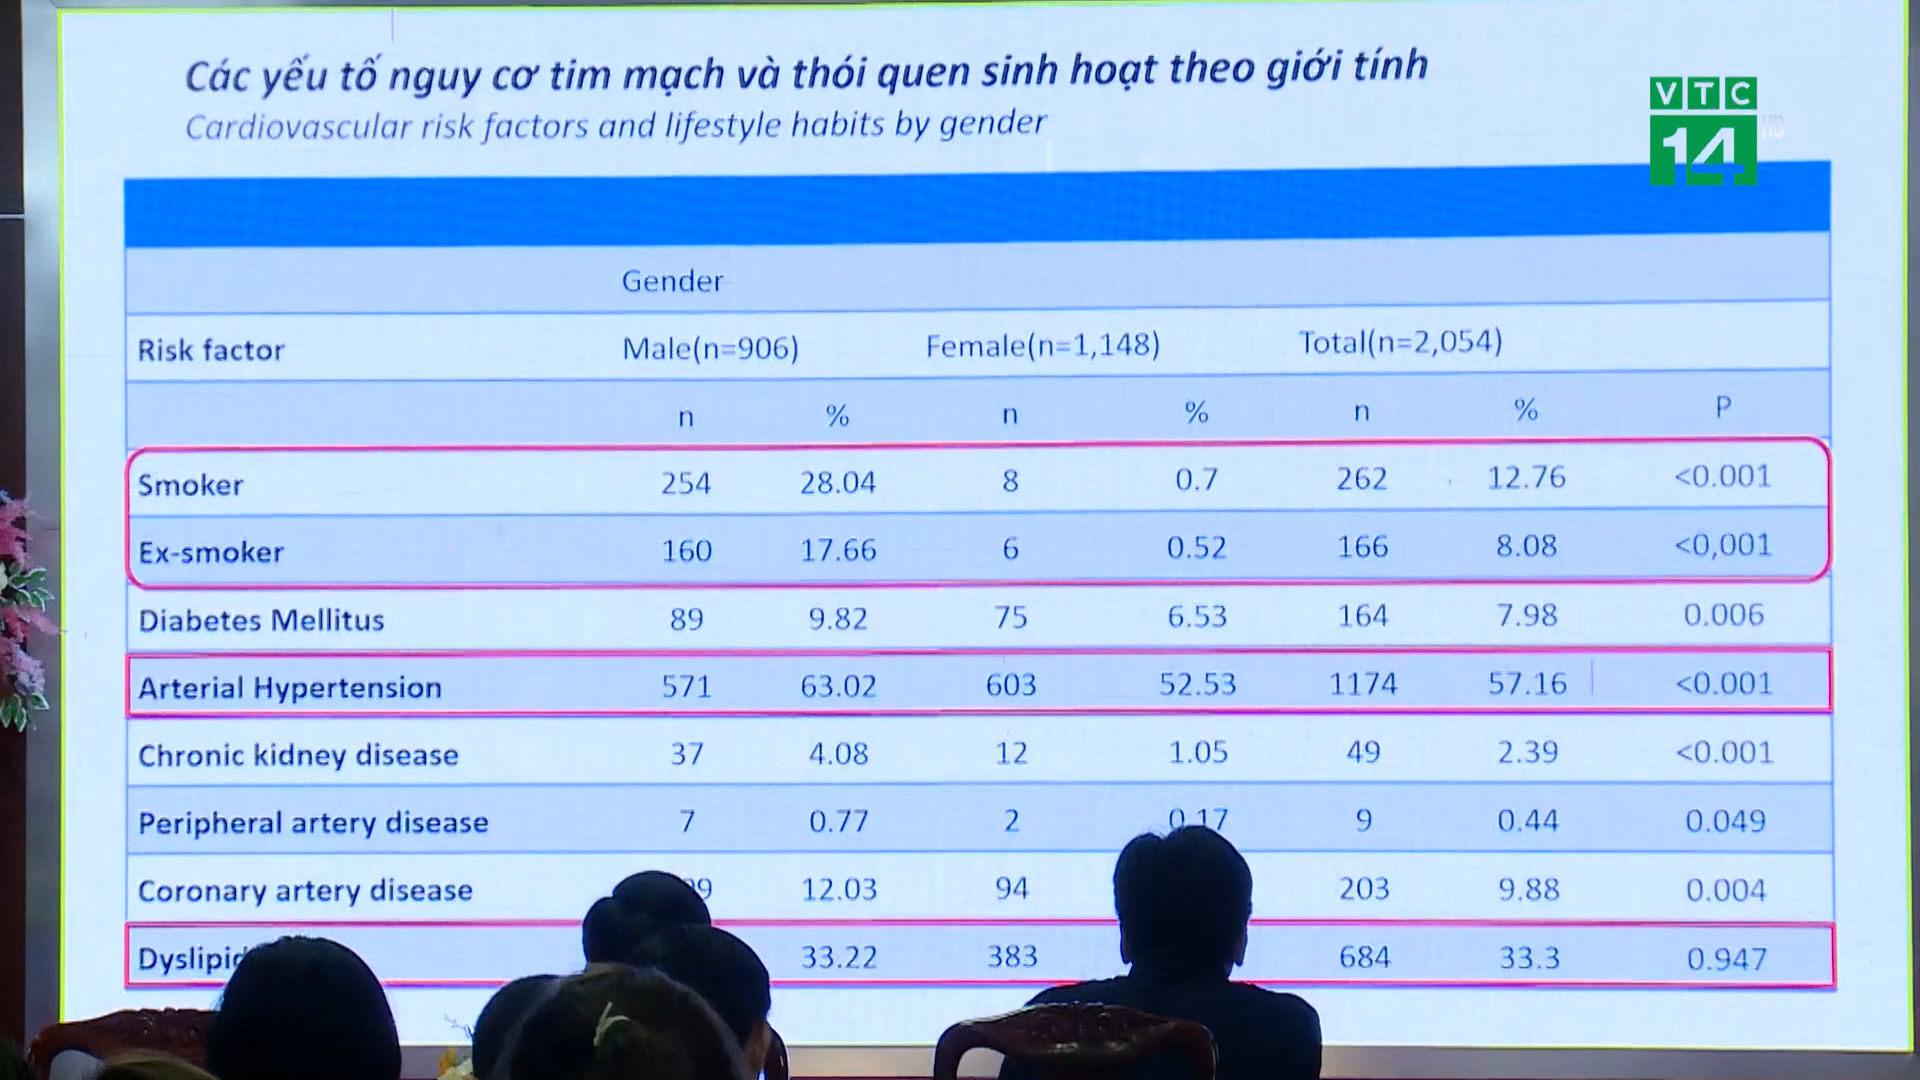 Các yếu tố nguy cơ tim mạch và thói quen sinh hoạt theo giới tính
Cardiovascular risk factors and lifestyle habits by gender
VTC
14 HD
Gender
Risk factor Male(n=906) Female(n=1,148) Total(n=2,054)
n % n % n % P
Smoker 254 28.04 8 0.7 262 12.76 <0.001
Ex-smoker 160 17.66 6 0.52 166 8.08 <0,001
Diabetes Mellitus 89 9.82 75 6.53 164 7.98 0.006
Arterial Hypertension 571 63.02 603 52.53 1174 57.16 <0.001
Chronic kidney disease 37 4.08 12 1.05 49 2.39 <0.001
Peripheral artery disease 7 0.77 2 0.17 9 0.44 0.049
Coronary artery disease 12.03 94 203 9.88 0.004
33.22 383 684 33.3 0.947